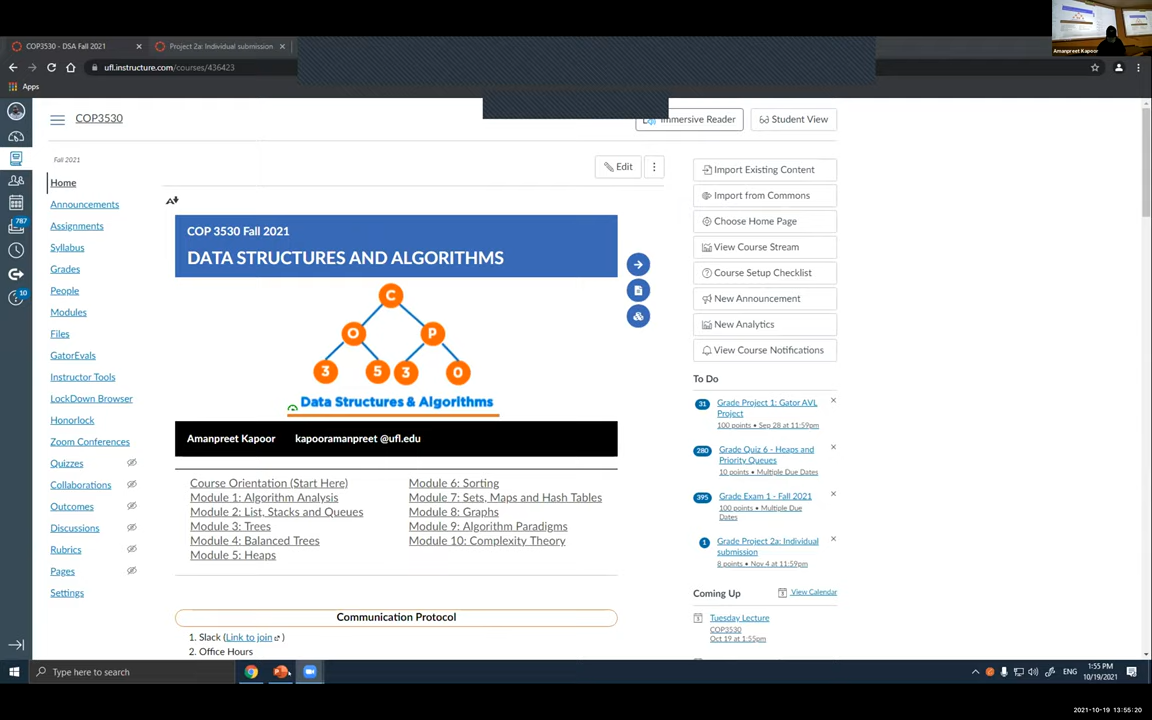 COP3530 - DSA Fall 2021
Project 2a: Individual submission
Amanpreet Kapoor
ufl.instructure.com/courses/436423
Apps
COP3530
Immersive Reader
Student View
Fall 2021
Edit
Home
Announcements
Assignments
Syllabus
Grades
People
Modules
Files
GatorEvals
Instructor Tools
LockDown Browser
Honorlock
Zoom Conferences
Quizzes
Collaborations
Outcomes
Discussions
Rubrics
Pages
Settings
787
10
COP 3530 Fall 2021
DATA STRUCTURES AND ALGORITHMS
C
O P
3 5 3 0
Data Structures & Algorithms
Amanpreet Kapoor kapooramanpreet @ufl.edu
Course Orientation (Start Here)
Module 1: Algorithm Analysis
Module 2: List, Stacks and Queues
Module 3: Trees
Module 4: Balanced Trees
Module 5: Heaps
Module 6: Sorting
Module 7: Sets, Maps and Hash Tables
Module 8: Graphs
Module 9: Algorithm Paradigms
Module 10: Complexity Theory
Communication Protocol
1. Slack (Link to join)
2. Office Hours
Import Existing Content
Import from Commons
Choose Home Page
View Course Stream
Course Setup Checklist
New Announcement
New Analytics
View Course Notifications
To Do
31 Grade Project 1: Gator AVL
Project
100 points • Sep 28 at 11:59pm
280 Grade Quiz 6 - Heaps and
Priority Queues
10 points • Multiple Due Dates
395 Grade Exam 1 - Fall 2021
100 points • Multiple Due
Dates
1 Grade Project 2a: Individual
submission
8 points • Nov 4 at 11:59pm
Coming Up
View Calendar
Tuesday Lecture
COP3530
Oct 19 at 1:55pm
Type here to search
ENG
1:55 PM
10/19/2021
2021-10-19 13:55:20